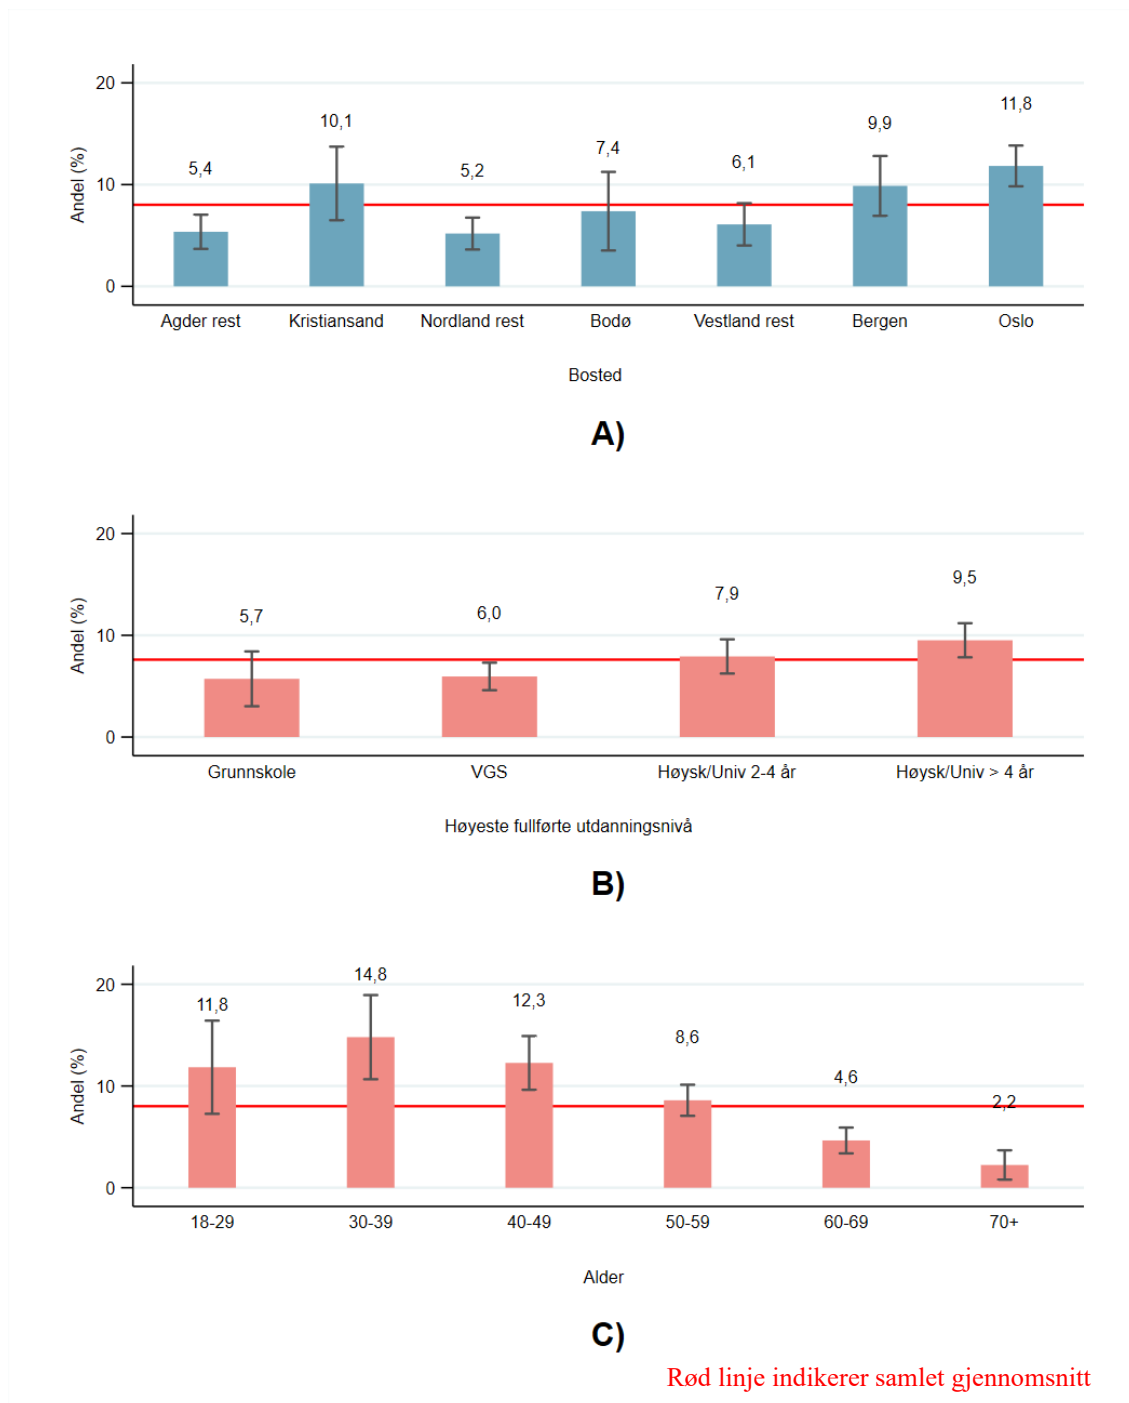 20
11,8
10,1
9,9
7,4
5,4
5,2
6,1
Andel (%)
10
0
Agder rest Kristiansand Nordland rest Bodø Vestland rest Bergen Oslo
Bosted
A)
20
9,5
7,9
5,7
6,0
Andel (%)
10
0
Grunnskole VGS Høysk/Univ 2-4 år Høysk/Univ > 4 år
Høyeste fullførte utdanningsnivå
B)
14,8
20
11,8
12,3
8,6
4,6
2,2
Andel (%)
10
0
18-29 30-39 40-49 50-59 60-69 70+
Alder
C)
Rød linje indikerer samlet gjennomsnitt